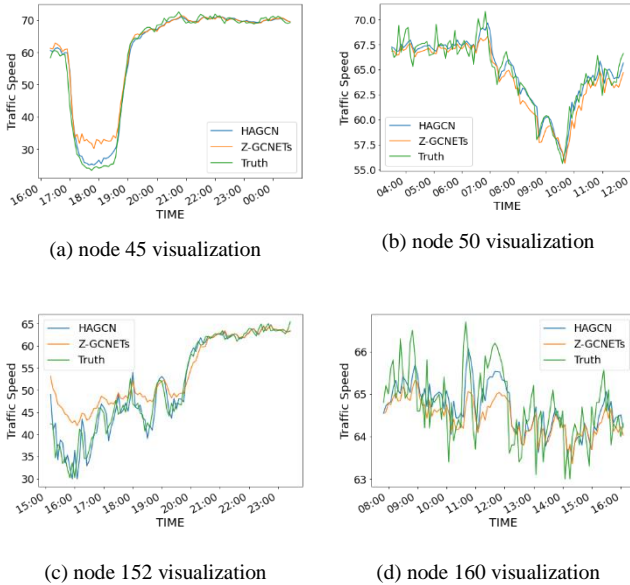 70
60
50
40
30
Traffic Speed
HAGCN
Z-GCNETs
Truth
16:00
17:00
18:00
19:00
20:00
21:00
22:00
23:00
00:00
TIME
(a) node 45 visualization
70.0
67.5
65.0
62.5
60.0
57.5
55.0
Traffic Speed
HAGCN
Z-GCNETs
Truth
04:00
05:00
06:00
07:00
08:00
09:00
10:00
11:00
12:00
TIME
(b) node 50 visualization
65
60
55
50
45
40
35
30
Traffic Speed
HAGCN
Z-GCNETs
Truth
15:00
16:00
17:00
18:00
19:00
20:00
21:00
22:00
23:00
TIME
(c) node 152 visualization
66
65
64
63
Traffic Speed
HAGCN
Z-GCNETs
Truth
08:00
09:00
10:00
11:00
12:00
13:00
14:00
15:00
16:00
TIME
(d) node 160 visualization